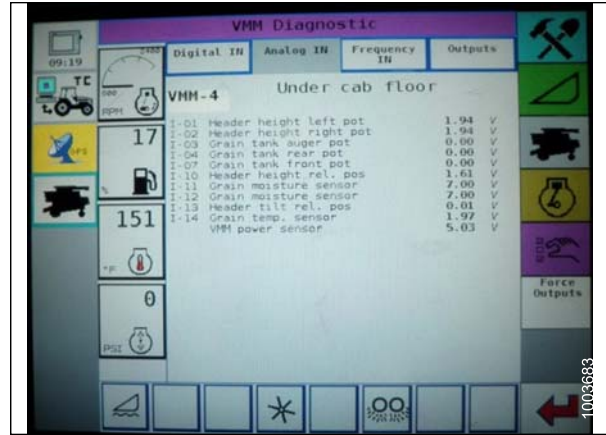 VMM Diagnostic
09:19
2400
Digital IN
Analog IN
Frequency
IN
Outputs
TC
RPM
VMM-4
Under cab floor
I-01 Header height left pot 1.94 V
I-02 Header height right pot 1.94 V
I-03 Grain tank auger pot 0.00 V
I-04 Grain tank rear pot 0.00 V
I-07 Grain tank front pot 0.00 V
I-10 Header height rel. pos 1.61 V
I-11 Grain moisture sensor 7.00 V
I-12 Grain moisture sensor 7.00 V
I-13 Header tilt rel. pos 0.01 V
I-14 Grain temp. sensor 1.97 V
VMM power sensor 5.03 V
GPS
17
%
151
°F
0
PSI
Force
Outputs
1003683